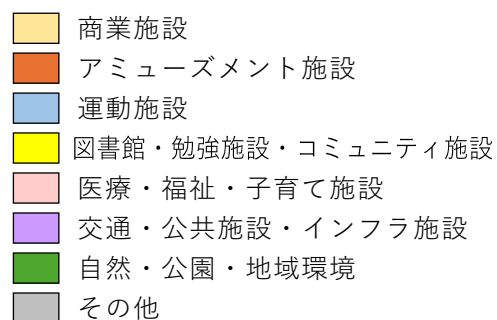 商業施設
アミューズメント施設
運動施設
図書館・勉強施設・コミュニティ施設
医療・福祉・子育て施設
交通・公共施設・インフラ施設
自然・公園・地域環境
その他